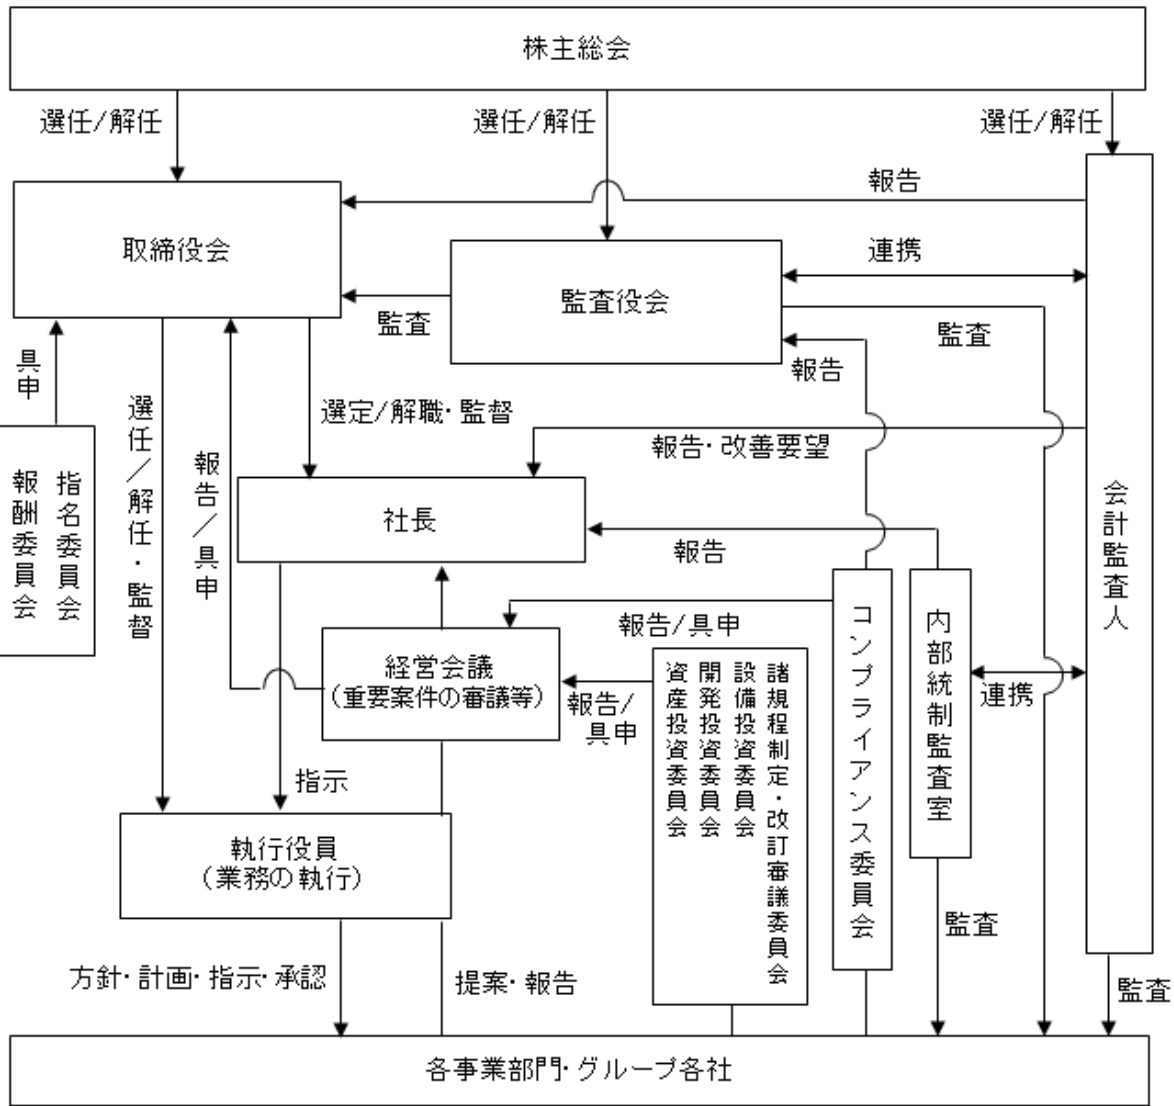 株主総会
選任/解任
選任/解任
選任/解任
報告
取締役会
連携
監査役会
監査
監査
報告
具申
選定/解職・監督
報告・改善要望
選任/解任・監督
報告/具申
指名委員会
報酬委員会
社長
報告
会計監査人
報告/具申
経営会議
(重要案件の審議等)
報告/
具申
諸規程制定・改訂審議委員会
設備投資委員会
開発投資委員会
資産投資委員会
コンプライアンス委員会
内部統制監査室
連携
指示
執行役員
(業務の執行)
監査
方針・計画・指示・承認
提案・報告
監査
各事業部門・グループ各社